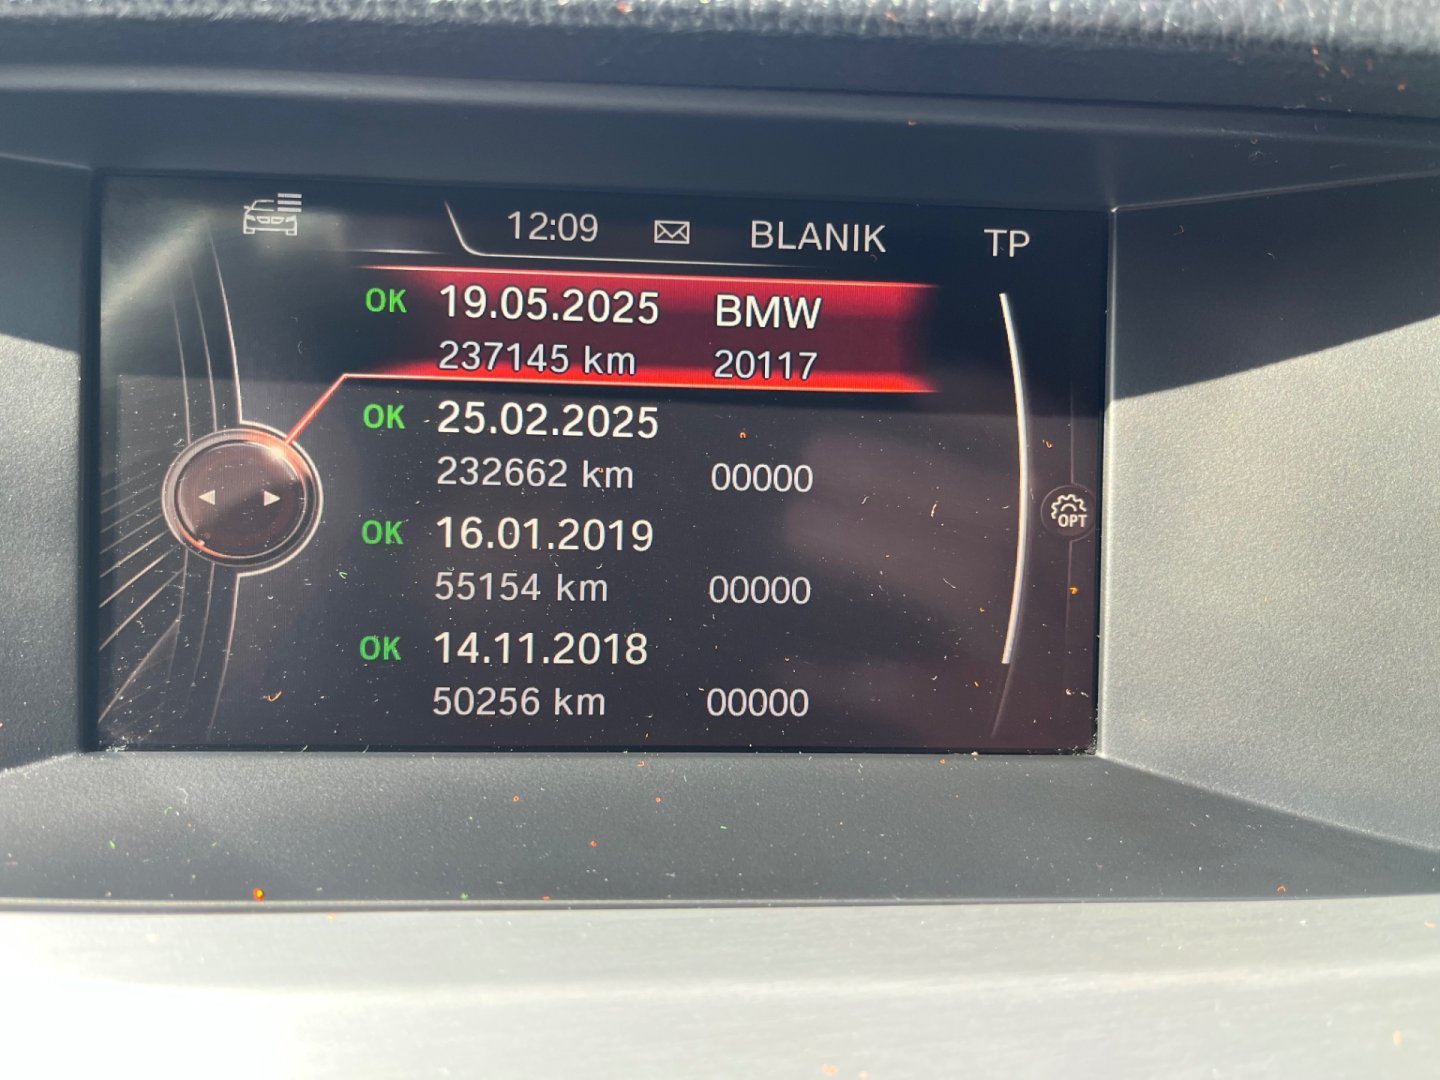 12:09 BLANIK TP
OK 19.05.2025 BMW
237145 km 20117
OK 25.02.2025
232662 km 00000
OK 16.01.2019
55154 km 00000
OPT
OK 14.11.2018
50256 km 00000